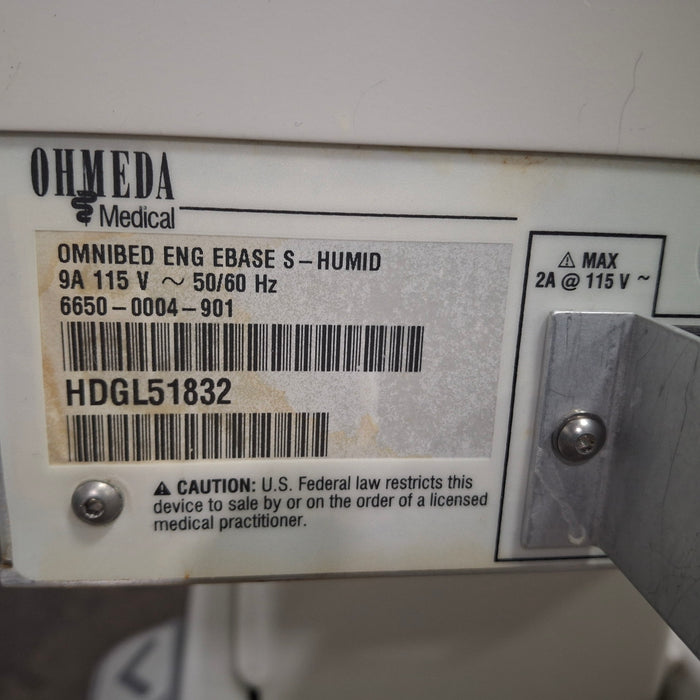 OHMEDA
Medical
OMNIBED ENG EBASE S-HUMID
9A 115 V ~ 50/60 Hz
6650-0004-901
HDGL51832
⚠ CAUTION: U.S. Federal law restricts this
device to sale by or on the order of a licensed
medical practitioner.
⚠ MAX
2A @ 115 V ~